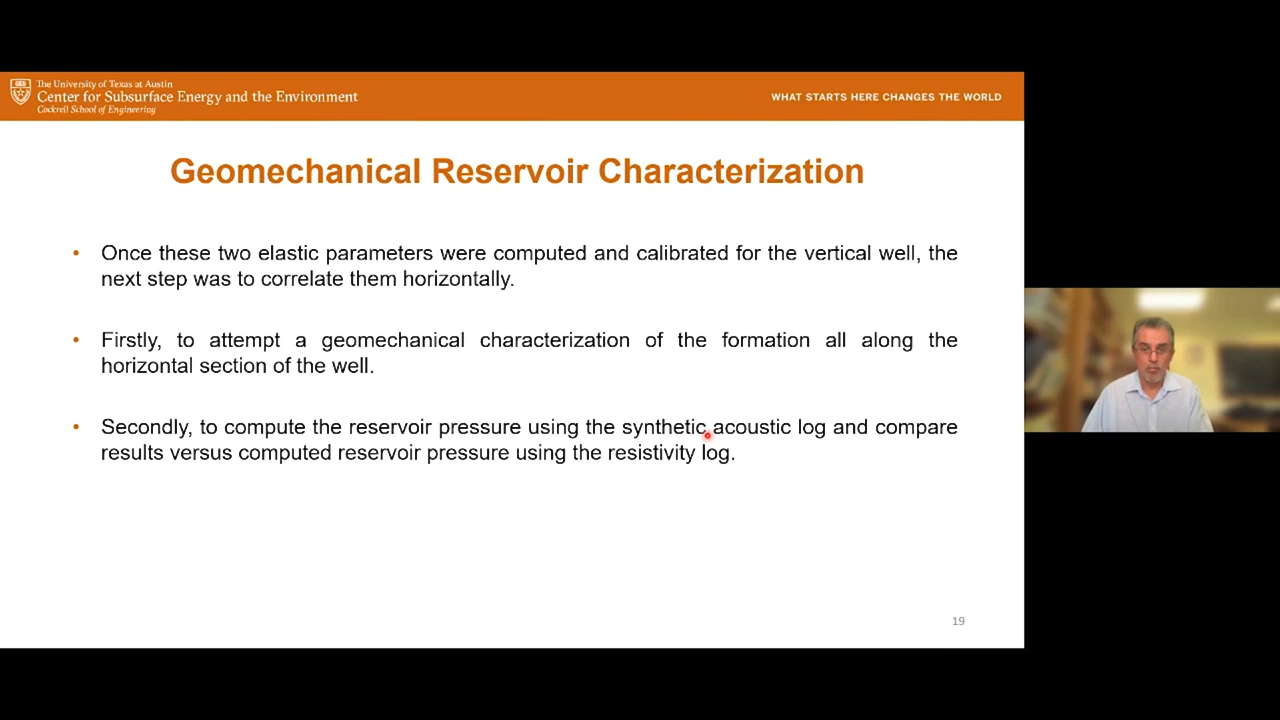 The University of Texas at Austin
Center for Subsurface Energy and the Environment
Cockrell School of Engineering
WHAT STARTS HERE CHANGES THE WORLD
Geomechanical Reservoir Characterization
• Once these two elastic parameters were computed and calibrated for the vertical well, the
next step was to correlate them horizontally.
• Firstly, to attempt a geomechanical characterization of the formation all along the
horizontal section of the well.
• Secondly, to compute the reservoir pressure using the synthetic acoustic log and compare
results versus computed reservoir pressure using the resistivity log.
19